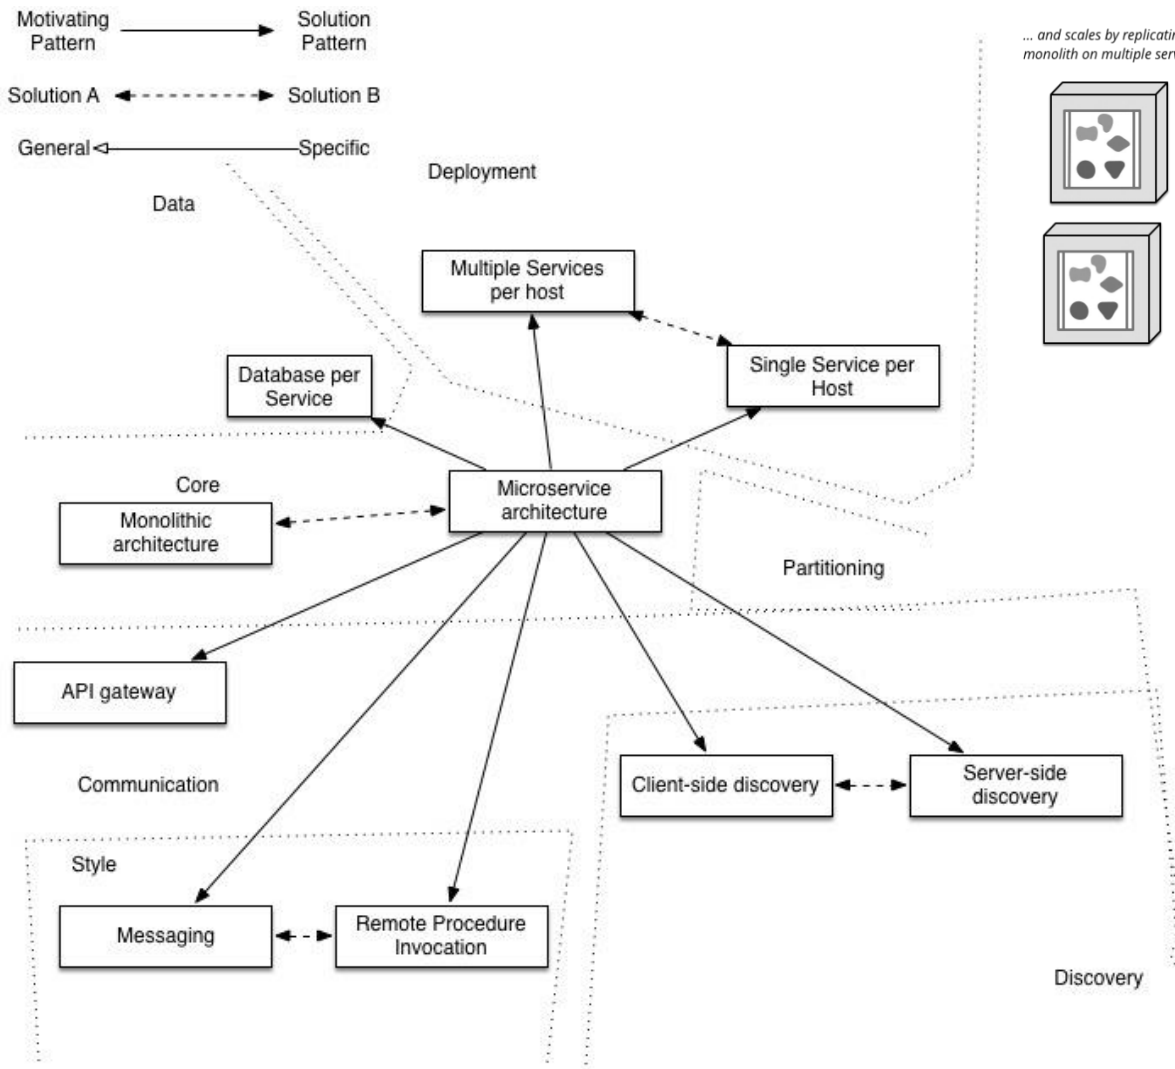 Motivating
Pattern
Solution
Pattern
Solution A
Solution B
General
Specific
... and scales by
monolith on multiple
Data
Deployment
Multiple Services
per host
Single Service per
Host
Database per
Service
Core
Monolithic
architecture
Microservice
architecture
Partitioning
API gateway
Communication
Client-side discovery
Server-side
discovery
Style
Messaging
Remote Procedure
Invocation
Discovery